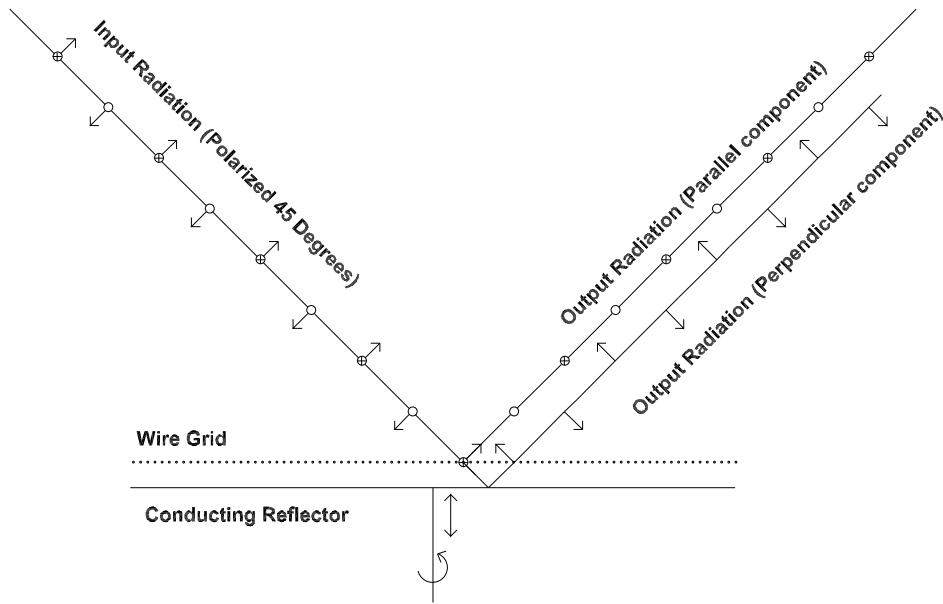 Input Radiation (Polarized 45 Degrees)
Output Radiation (Parallel component)
Output Radiation (Perpendicular component)
Wire Grid
Conducting Reflector